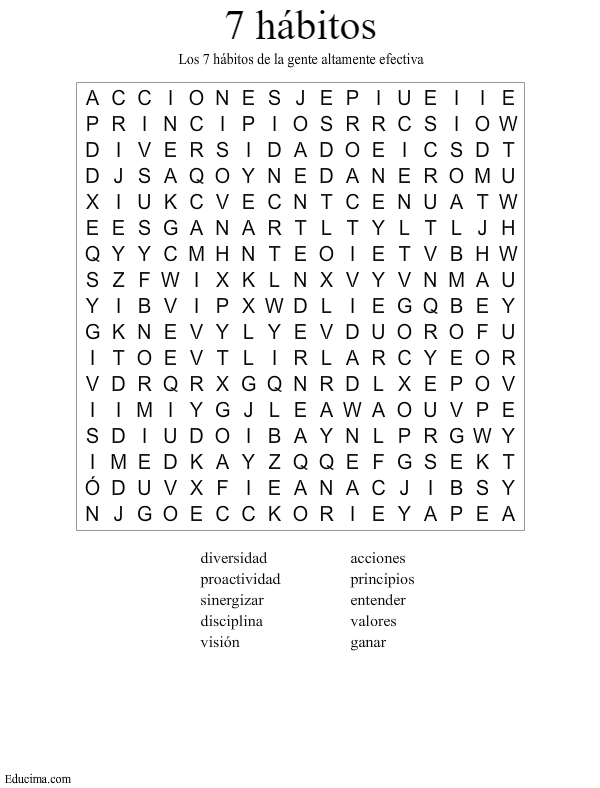 7 hábitos
Los 7 hábitos de la gente altamente efectiva
A C C I O N E S J E P I U E I I E
P R I N C I P I O S R R C S I O W
D I V E R S I D A D O E I C S D T
D J S A Q O Y N E D A N E R O M U
X I U K C V E C N T C E N U A T W
E E S G A N A R T L T Y L T L J H
Q Y Y C M H N T E O I E T V B H W
S Z F W I X K L N X V Y V N M A U
Y I B V I P X W D L I E G Q B E Y
G K N E V Y L Y E V D U O R O F U
I T O E V T L I R L A R C Y E O R
V D R Q R X G Q N R D L X E P O V
I I M I Y G J L E A W A O U V P E
S D I U D O I B A Y N L P R G W Y
I M E D K A Y Z Q Q E F G S E K T
Ó D U V X F I E A N A C J I B S Y
N J G O E C C K O R I E Y A P E A
diversidad acciones
proactividad principios
sinergizar entender
disciplina valores
visión ganar
Educima.com